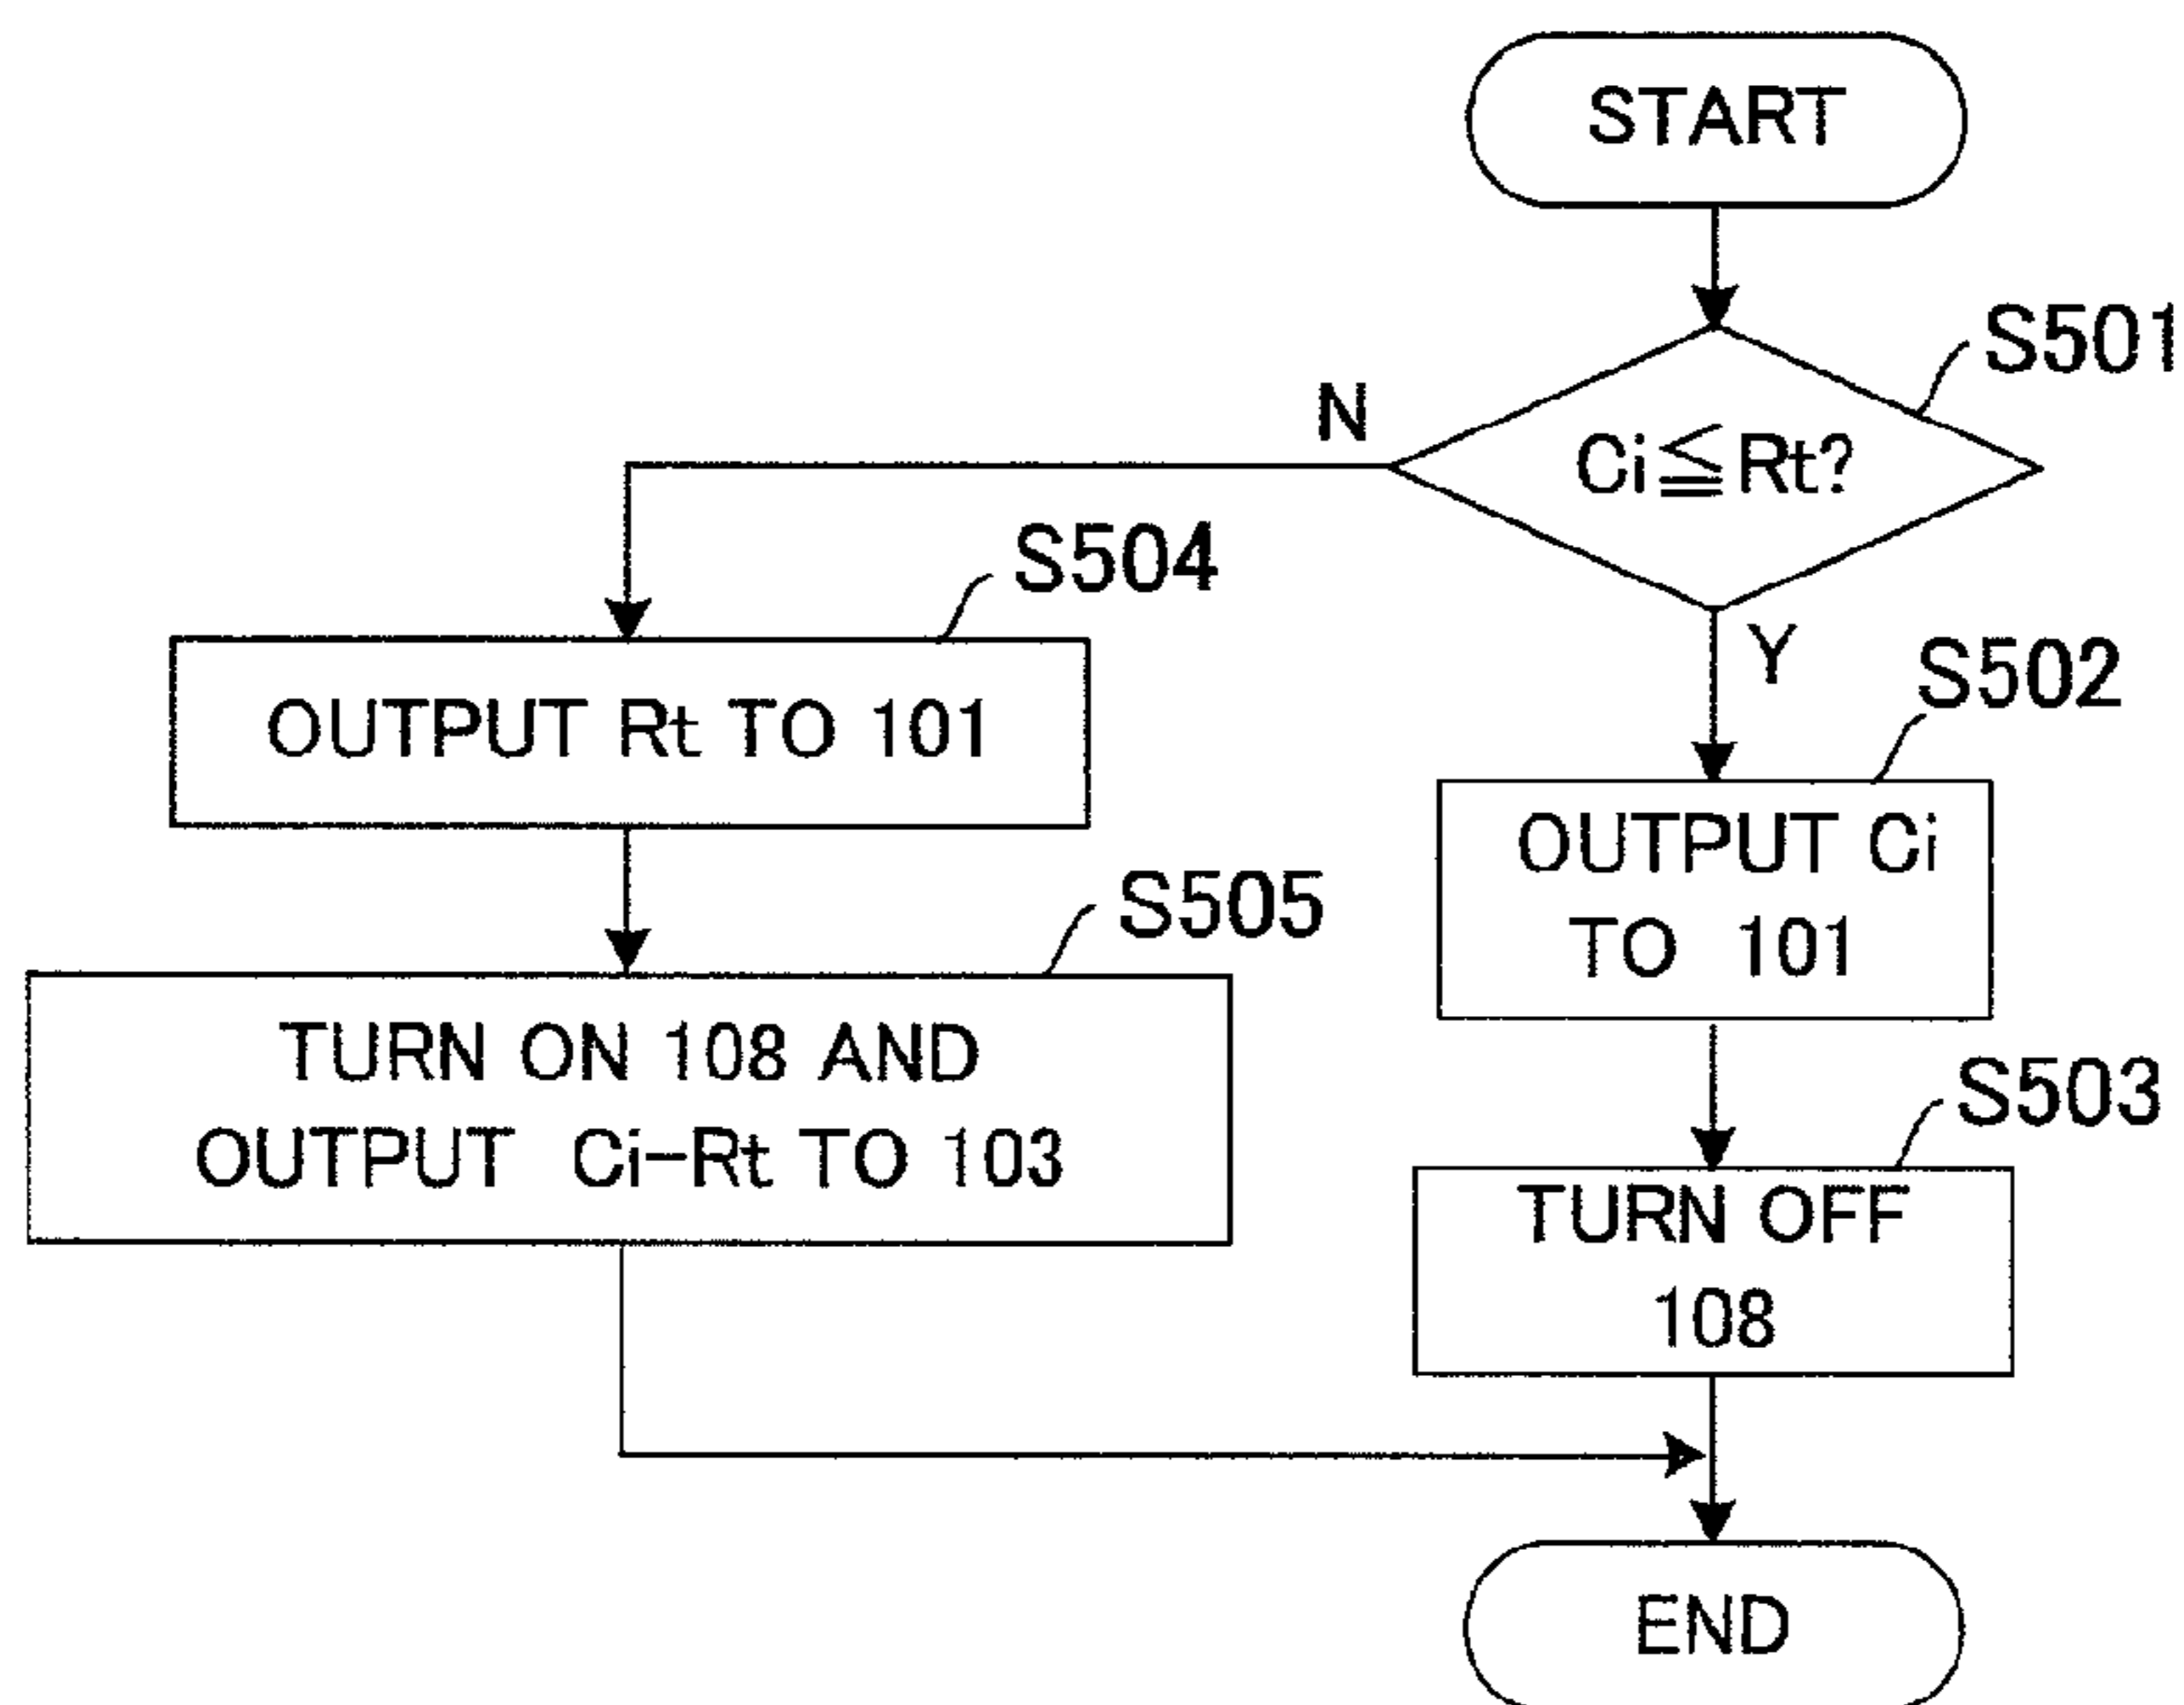 START
S501
N
Ci≦Rt?
S504
Y
S502
OUTPUT Rt TO 101
OUTPUT Ci
TO 101
S505
S503
TURN ON 108 AND
OUTPUT Ci-Rt TO 103
TURN OFF
108
END